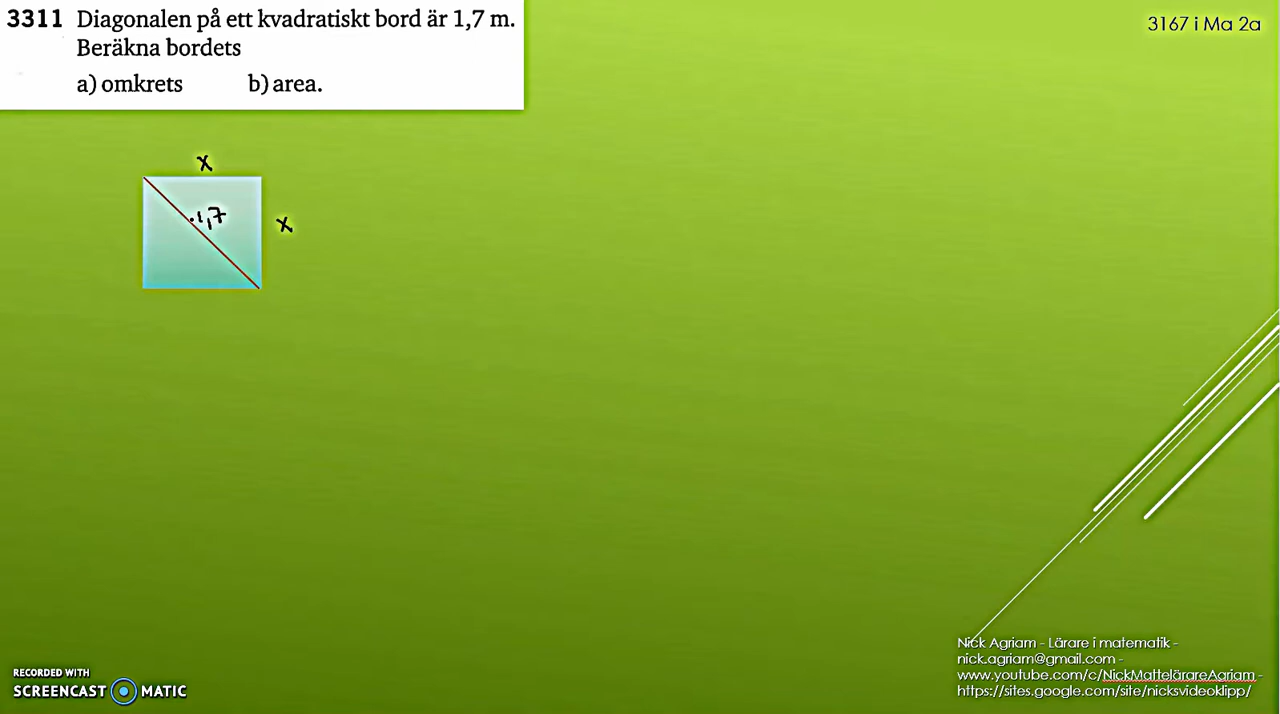 3311 Diagonalen på ett kvadratiskt bord är 1,7 m.
Beräkna bordets
a) omkrets b) area.
3167 i Ma 2a
x
1,7
x
Nick Agriam - Lärare i matematik -
nick.agriam@gmail.com -
www.youtube.com/c/NickMattelärareAgriam -
https://sites.google.com/site/nicksvideoklipp/
RECORDED WITH
SCREENCAST MATIC